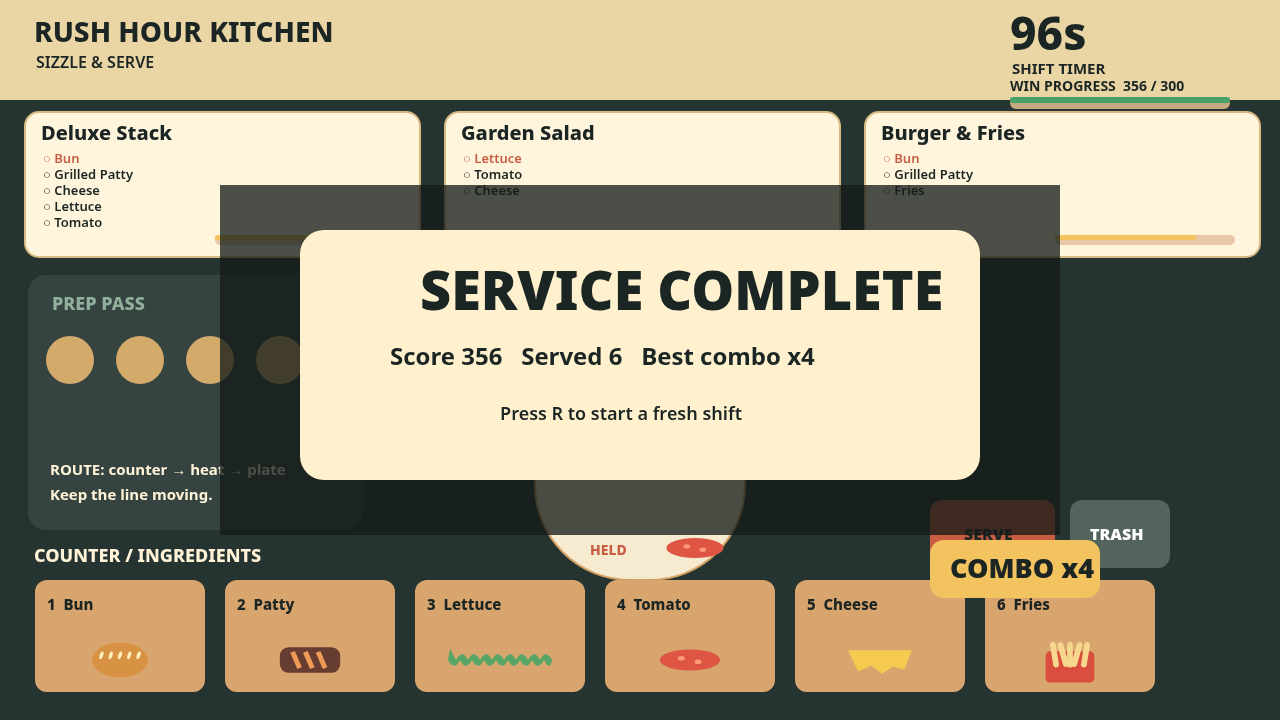 RUSH HOUR KITCHEN
SIZZLE & SERVE
96s
SHIFT TIMER
WIN PROGRESS 356 / 300
Deluxe Stack
○ Bun
○ Grilled Patty
○ Cheese
○ Lettuce
○ Tomato
Garden Salad
○ Lettuce
○ Tomato
○ Cheese
Burger & Fries
○ Bun
○ Grilled Patty
○ Fries
SERVICE COMPLETE
Score 356 Served 6 Best combo x4
Press R to start a fresh shift
PREP PASS
ROUTE: counter → heat → plate
Keep the line moving.
HELD
SERVE
TRASH
COMBO x4
COUNTER / INGREDIENTS
1 Bun
2 Patty
3 Lettuce
4 Tomato
5 Cheese
6 Fries